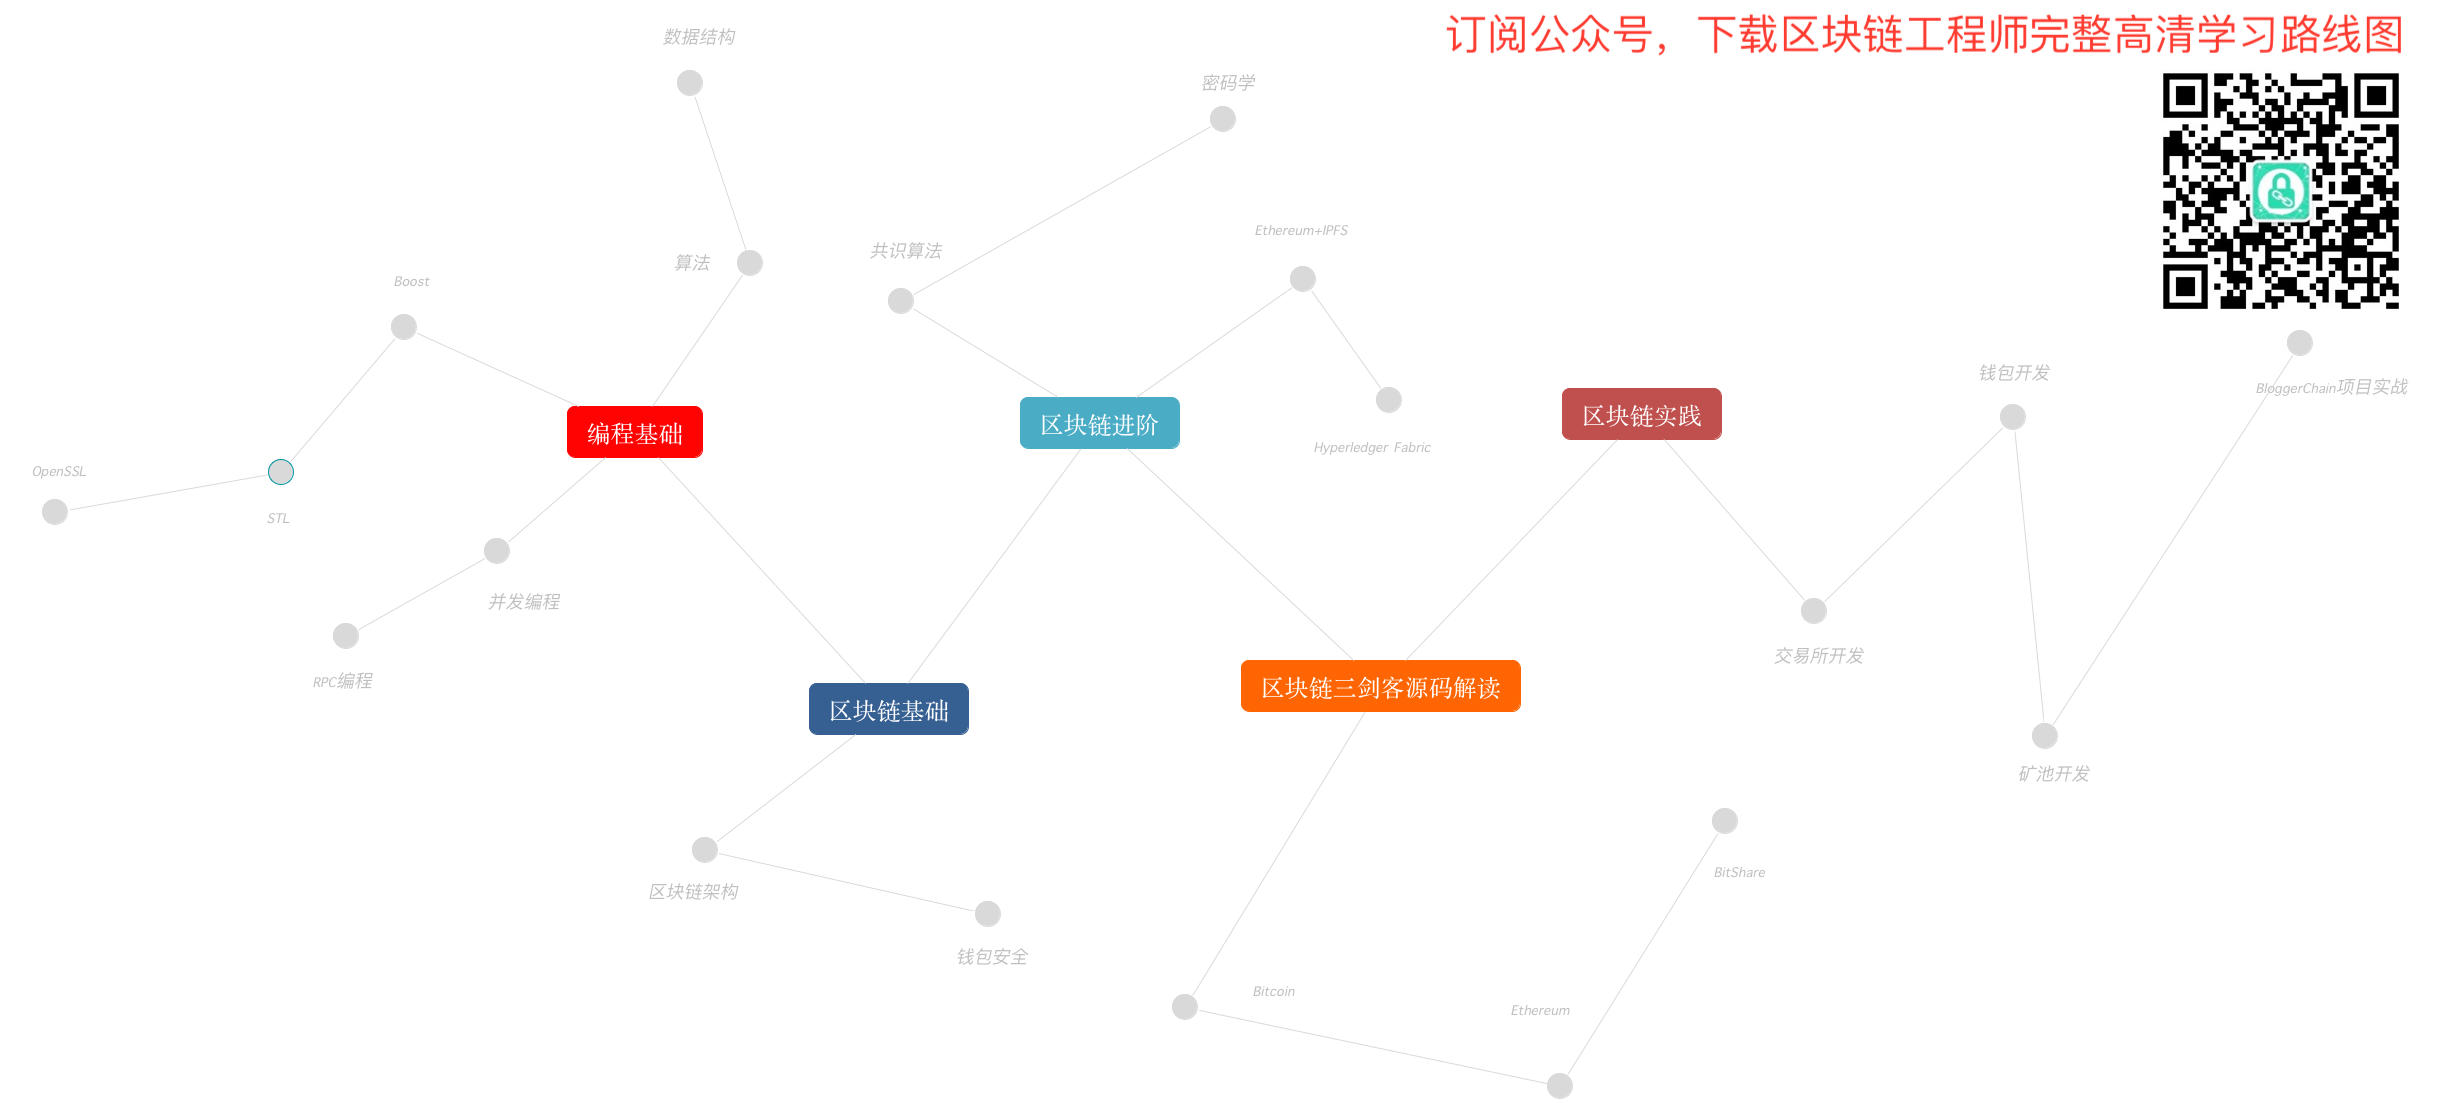 订阅公众号，下载区块链工程师完整高清学习路线图
数据结构
密码学
Ethereum+IPFS
共识算法
算法
Boost
钱包开发
BloggerChain项目实战
区块链实践
区块链进阶
编程基础
Hyperledger Fabric
OpenSSL
STL
并发编程
交易所开发
RPC编程
区块链三剑客源码解读
区块链基础
矿池开发
BitShare
区块链架构
钱包安全
Bitcoin
Ethereum